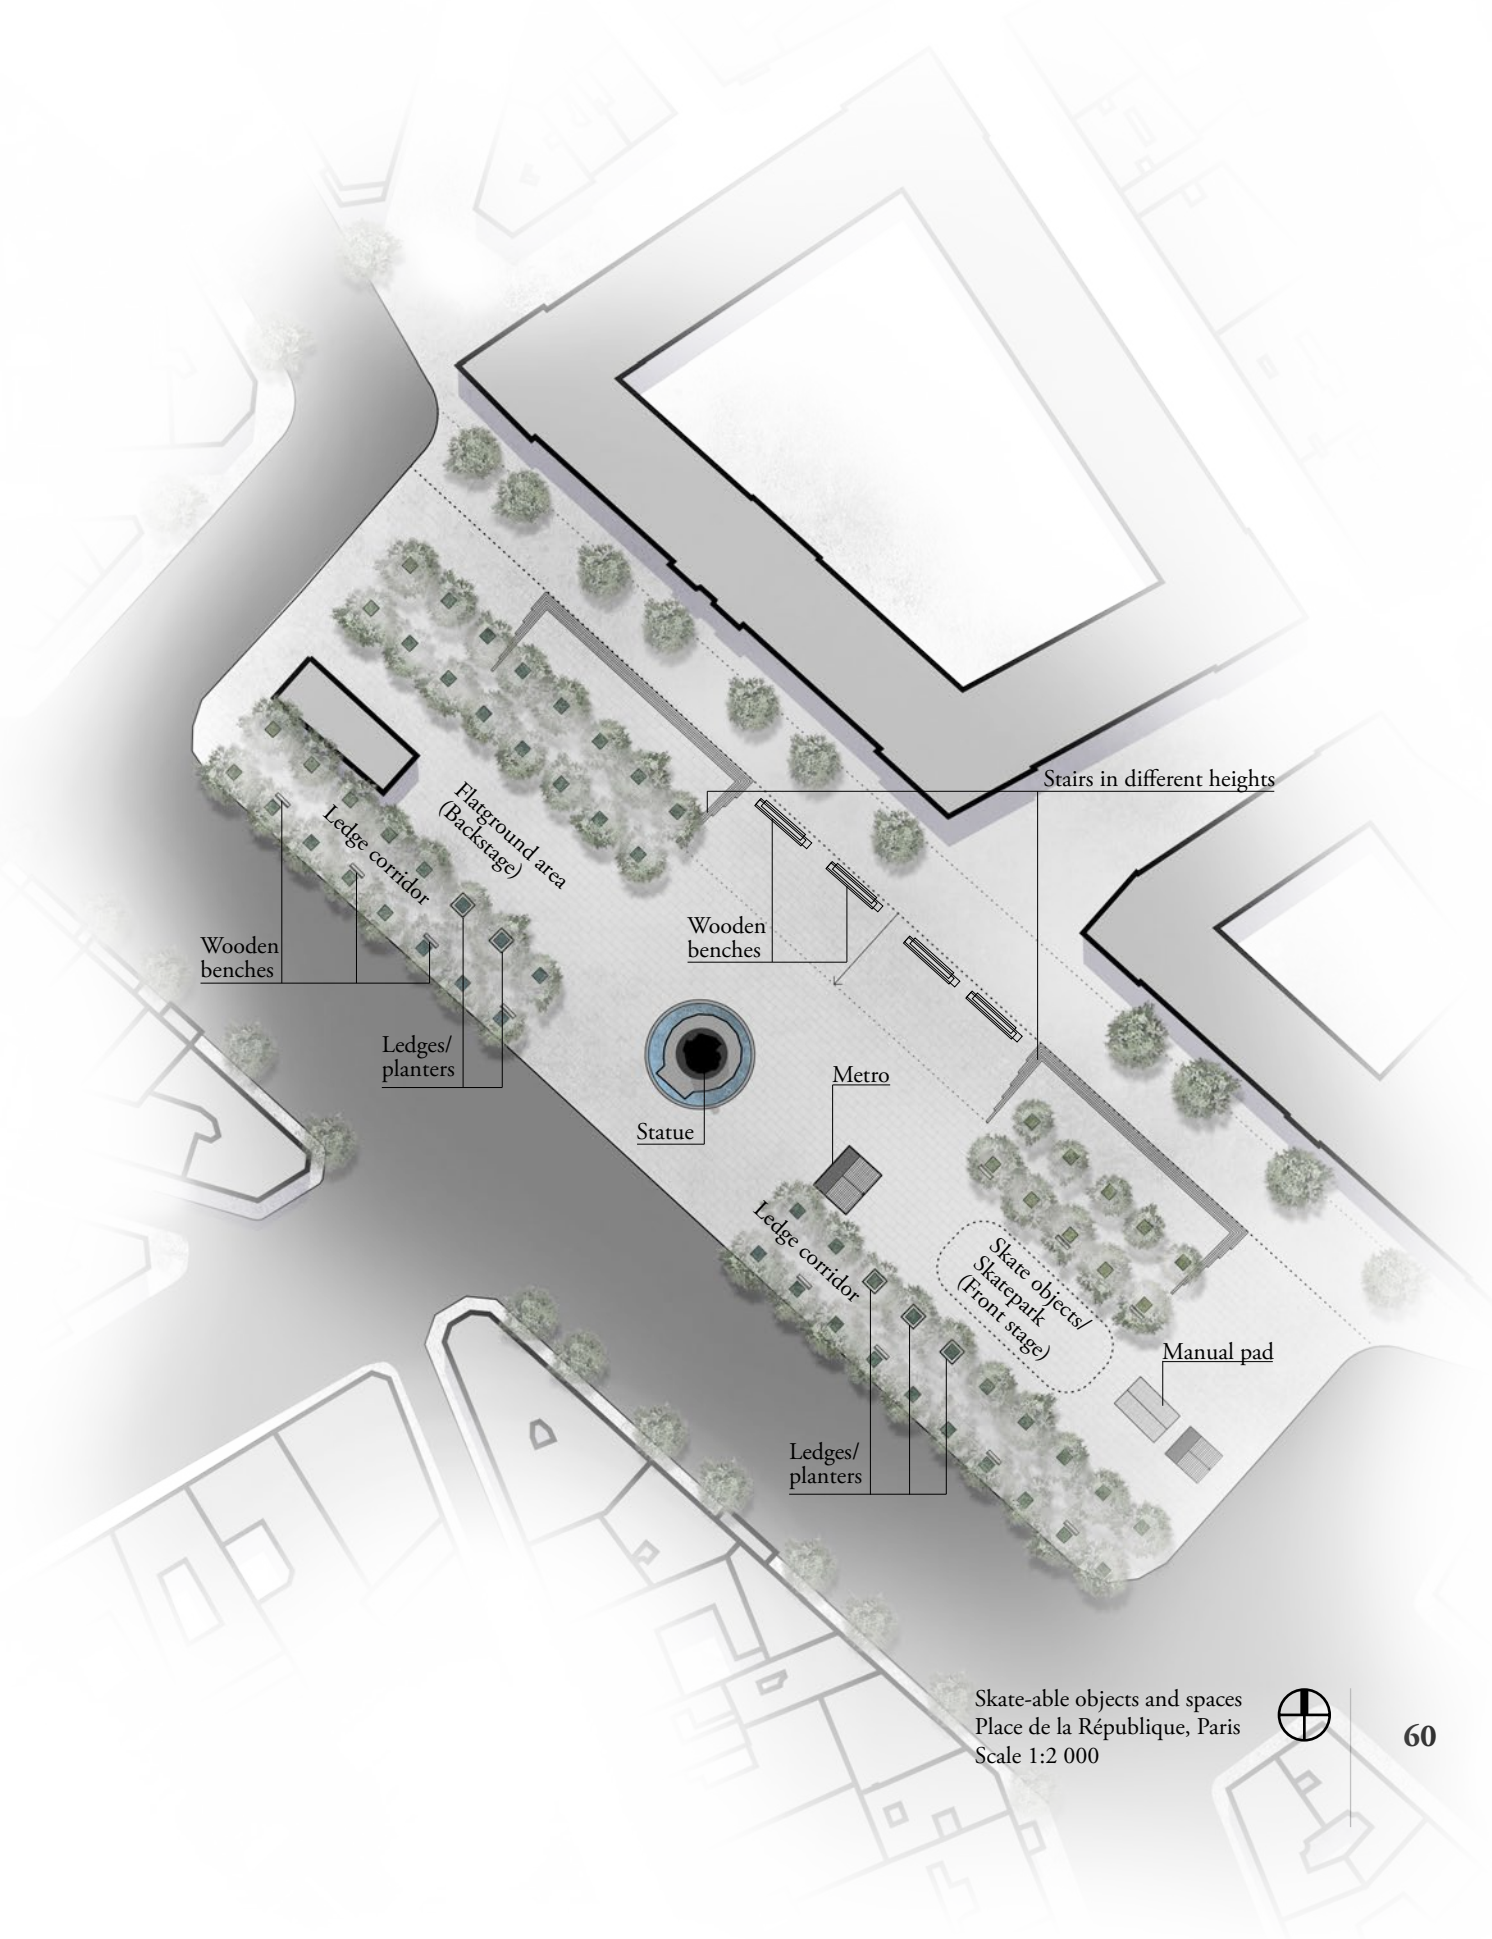 Stairs in different heights
Flatground area
(Backstage)
Ledge corridor
Wooden
benches
Wooden
benches
Ledges/
planters
Metro
Statue
Ledge corridor
Skate objects/
Skatepark
(Front stage)
Manual pad
Ledges/
planters
Skate-able objects and spaces
Place de la République, Paris
Scale 1:2 000
60